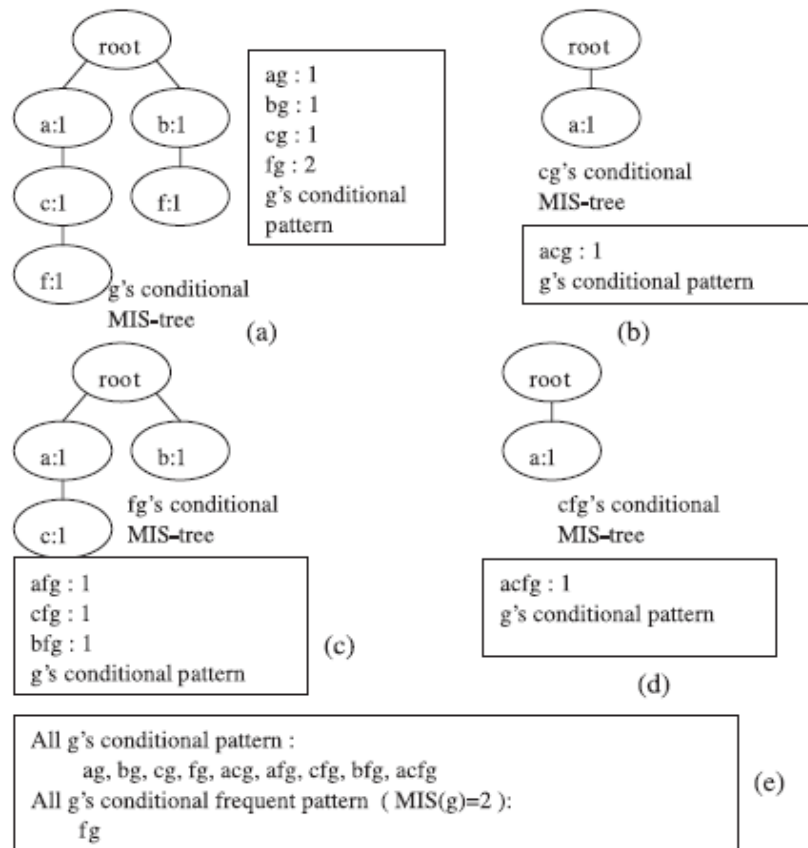 root
a:1
b:1
c:1
f:1
f:1
g's conditional
MIS-tree
ag : 1
bg : 1
cg : 1
fg : 2
g's conditional
pattern
(a)
root
a:1
cg's conditional
MIS-tree
acg : 1
g's conditional pattern
(b)
root
a:1
b:1
c:1
fg's conditional
MIS-tree
afg : 1
cfg : 1
bfg : 1
g's conditional pattern
(c)
root
a:1
cfg's conditional
MIS-tree
acfg : 1
g's conditional pattern
(d)
All g's conditional pattern :
ag, bg, cg, fg, acg, afg, cfg, bfg, acfg
All g's conditional frequent pattern ( MIS(g)=2 ):
fg
(e)